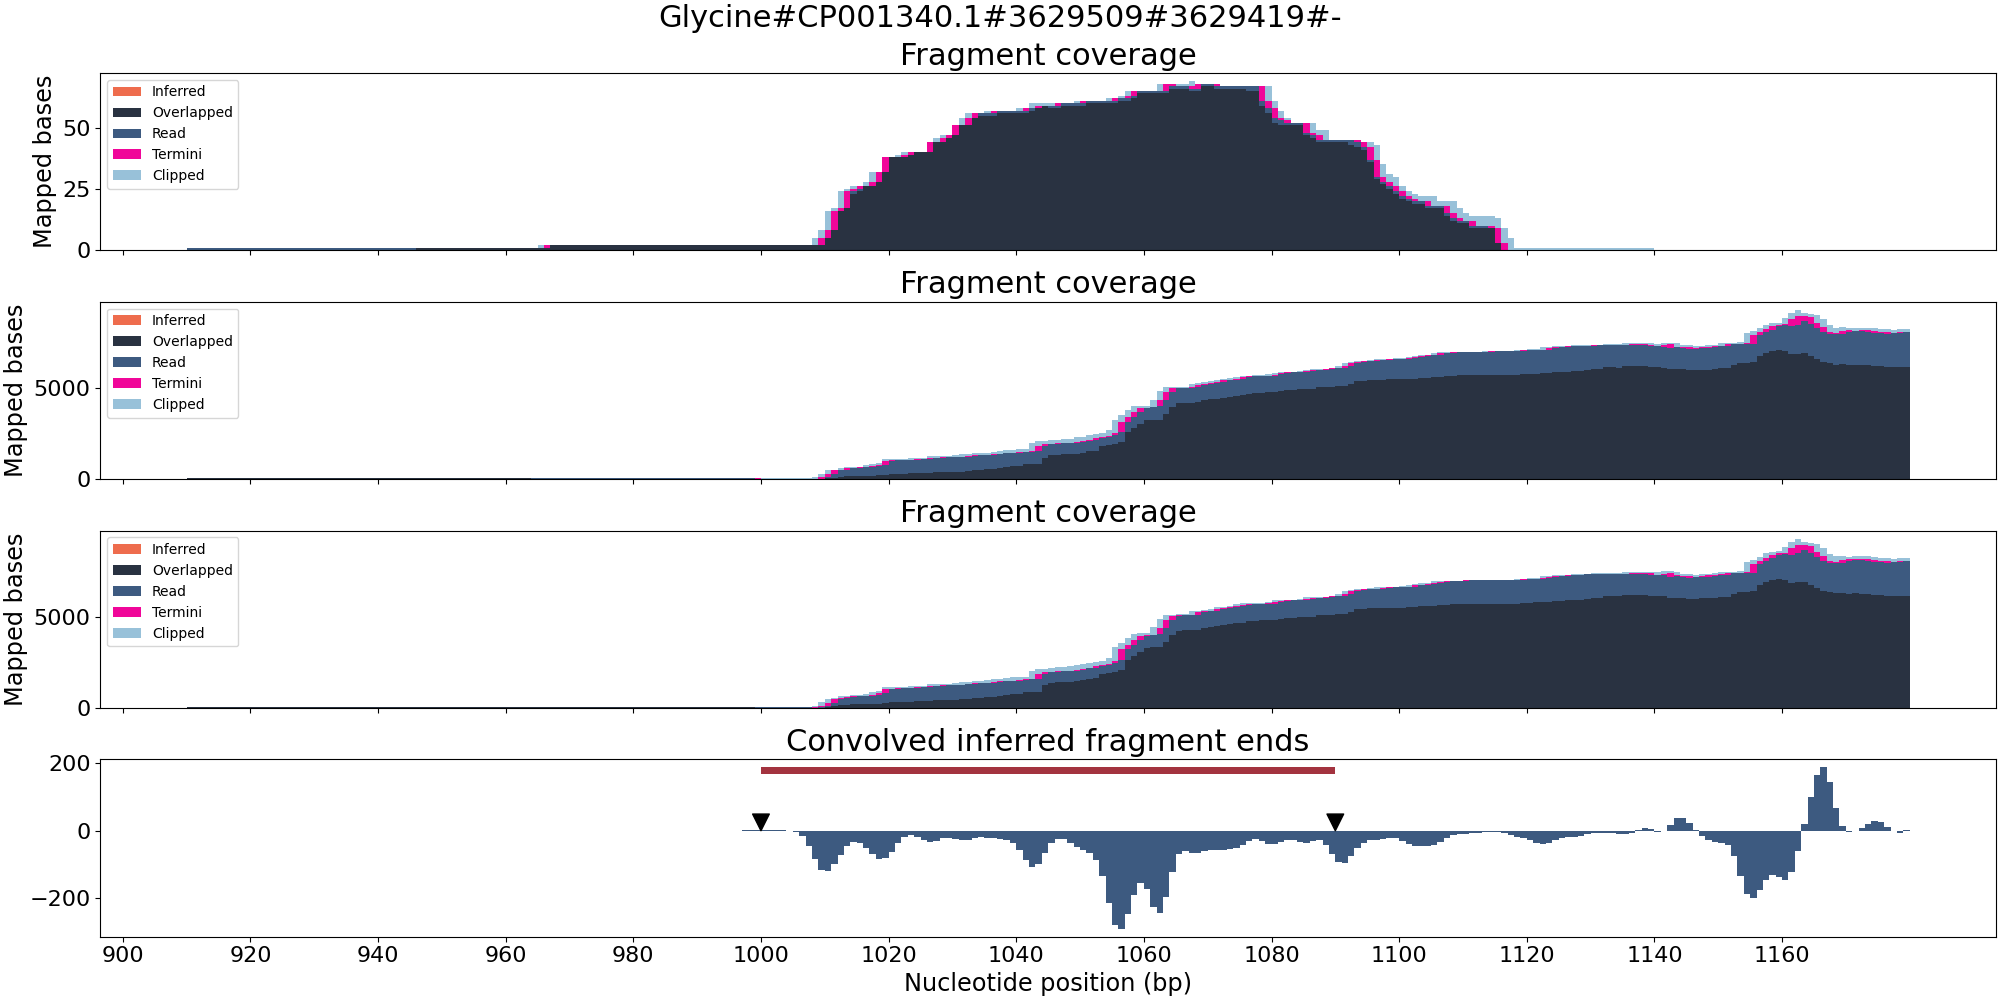 Glycine#CP001340.1#3629509#3629419#-
Fragment coverage
Mapped bases
50
25
0
Inferred
Overlapped
Read
Termini
Clipped
Fragment coverage
Mapped bases
5000
0
Inferred
Overlapped
Read
Termini
Clipped
Fragment coverage
Mapped bases
5000
0
Inferred
Overlapped
Read
Termini
Clipped
Convolved inferred fragment ends
200
0
−200
900 920 940 960 980 1000 1020 1040 1060 1080 1100 1120 1140 1160
Nucleotide position (bp)